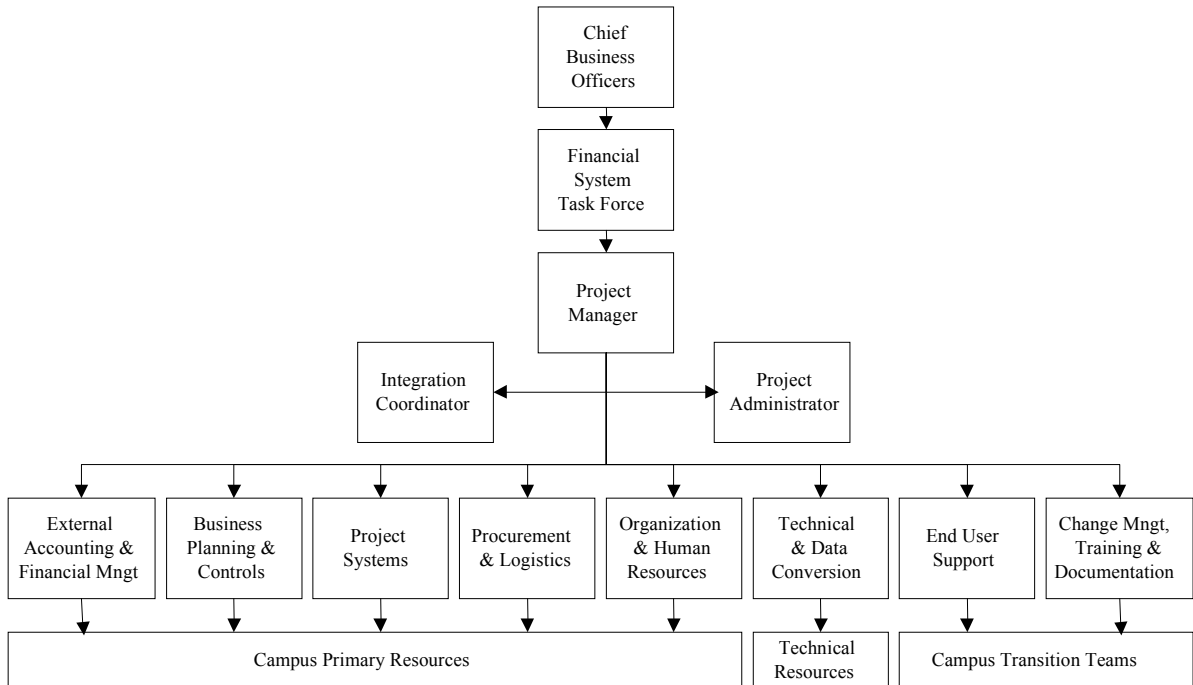 Chief
Business
Officers
Financial
System
Task Force
Project
Manager
Integration
Coordinator
Project
Administrator
External
Accounting &
Financial Mngt
Business
Planning &
Controls
Project
Systems
Procurement
& Logistics
Organization
& Human
Resources
Technical
& Data
Conversion
End User
Support
Change Mngt,
Training &
Documentation
Campus Primary Resources
Technical
Resources
Campus Transition Teams